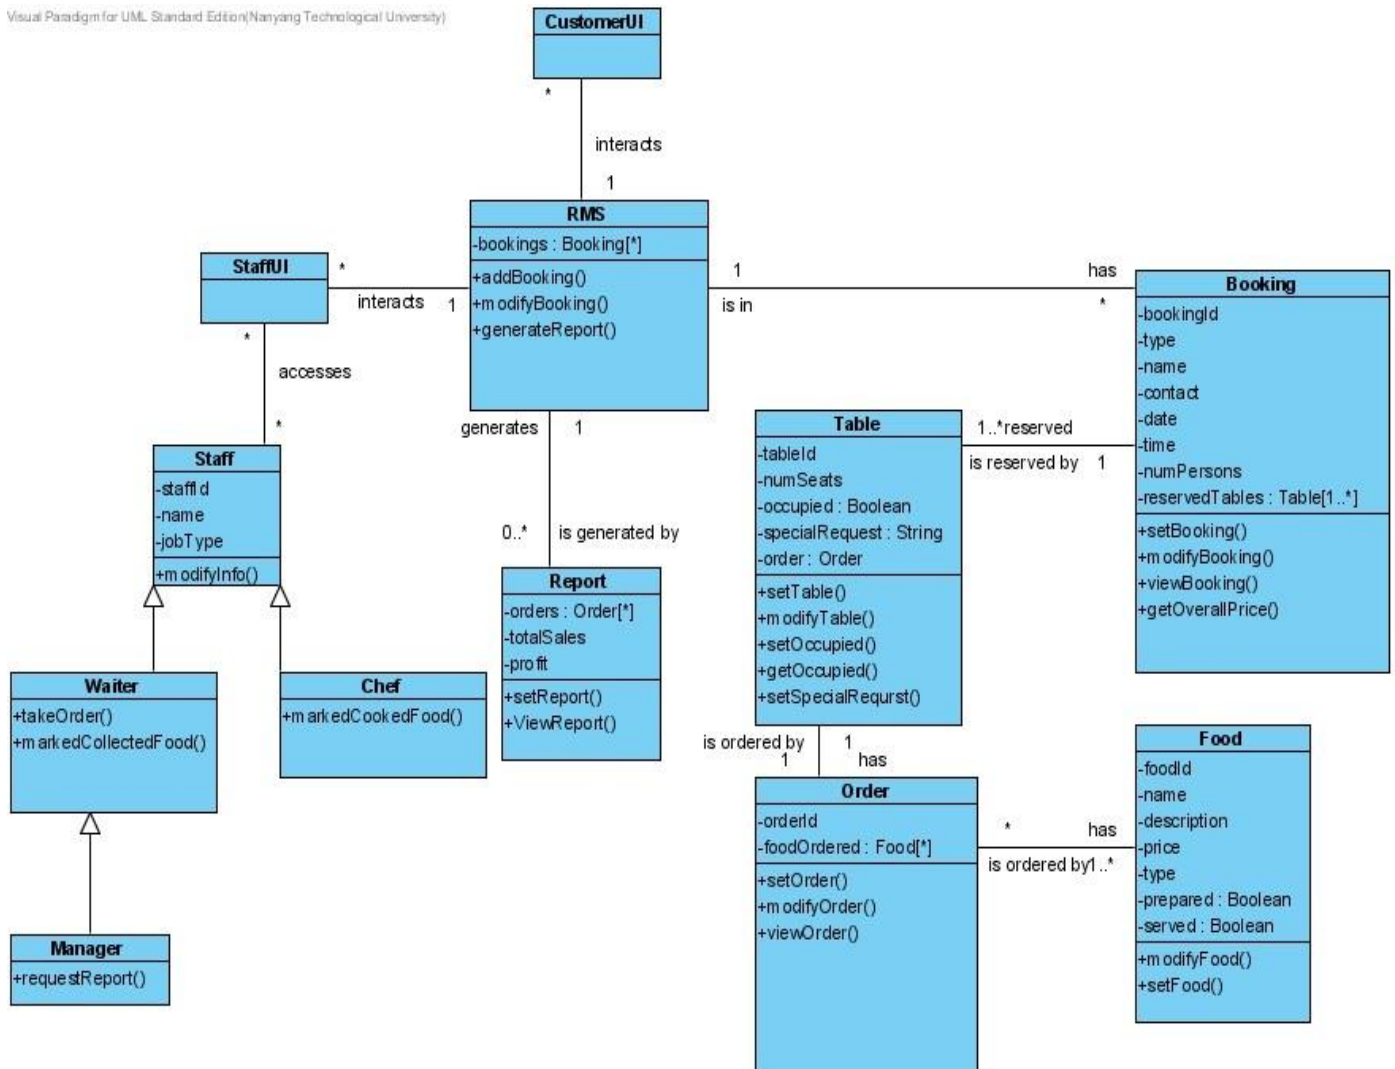 Visual Paradigm for UML Standard Edition(Nanyang Technological University)
CustomerUI
*
interacts
1
RMS
-bookings : Booking[*]
+addBooking()
+modifyBooking()
+generateReport()
StaffUI
*
interacts
1
*
accesses
*
1
is in
has
*
Booking
-bookingId
-type
-name
-contact
-date
-time
-numPersons
-reservedTables : Table[1..*]
+setBooking()
+modifyBooking()
+viewBooking()
+getOverallPrice()
generates
1
0..*
is generated by
Staff
-staffId
-name
-jobType
+modifyInfo()
Table
-tableId
-numSeats
-occupied : Boolean
-specialRequest : String
-order : Order
+setTable()
+modifyTable()
+setOccupied()
+getOccupied()
+setSpecialRequrst()
1..*reserved
is reserved by
1
Report
-orders : Order[*]
-totalSales
-profit
+setReport()
+ViewReport()
Waiter
+takeOrder()
+markedCollectedFood()
Chef
+markedCookedFood()
is ordered by
1
1
has
Order
-orderId
-foodOrdered : Food[*]
+setOrder()
+modifyOrder()
+viewOrder()
*
has
is ordered by1..*
Food
-foodId
-name
-description
-price
-type
-prepared : Boolean
-served : Boolean
+modifyFood()
+setFood()
Manager
+requestReport()